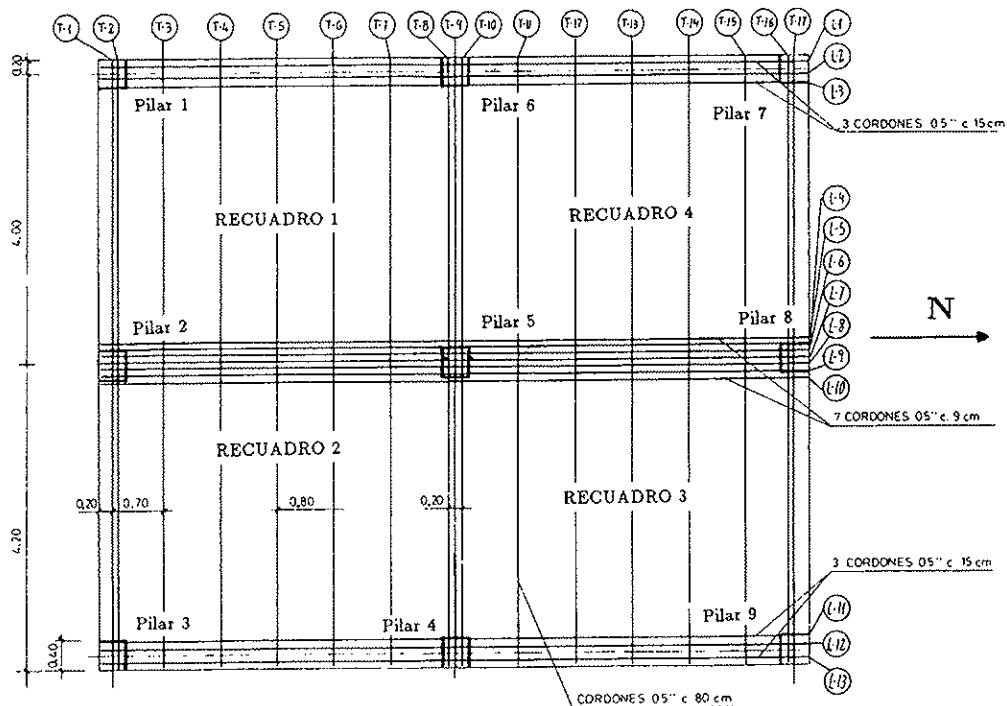 T-1 T-2 T-3 T-4 T-5 T-6 T-7 T-8 T-9 T-10 T-11 T-17 T-13 T-14 T-15 T-16 T-17 L-1
L-2
L-3
0,20
Pilar 1 Pilar 6 Pilar 7
3 CORDONES 0.5" c 15 cm
RECUADRO 1 RECUADRO 4
4.00
L-4
L-5
L-6
L-7
L-8
L-9
L-10
N
Pilar 2 Pilar 5 Pilar 8
7 CORDONES 0.5" c. 9 cm
RECUADRO 2 RECUADRO 3
0,20 0,70 0,80 0,20
4.20
3 CORDONES 0.5" c 15 cm
Pilar 3 Pilar 4 Pilar 9
L-11
L-12
L-13
0,40
CORDONES 0.5" c 80 cm